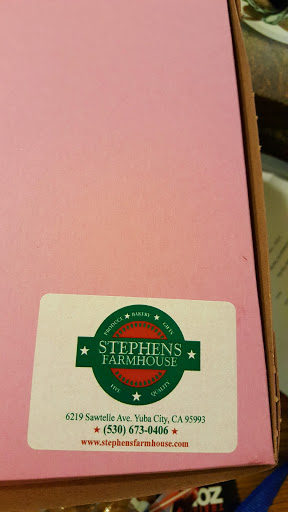 PRODUCE ★ BAKERY ★ GIFTS
★ STEPHENS ★
FARMHOUSE
FINE ★ QUALITY
6219 Sawtelle Ave. Yuba City, CA 95993
★ (530) 673-0406 ★
www.stephensfarmhouse.com